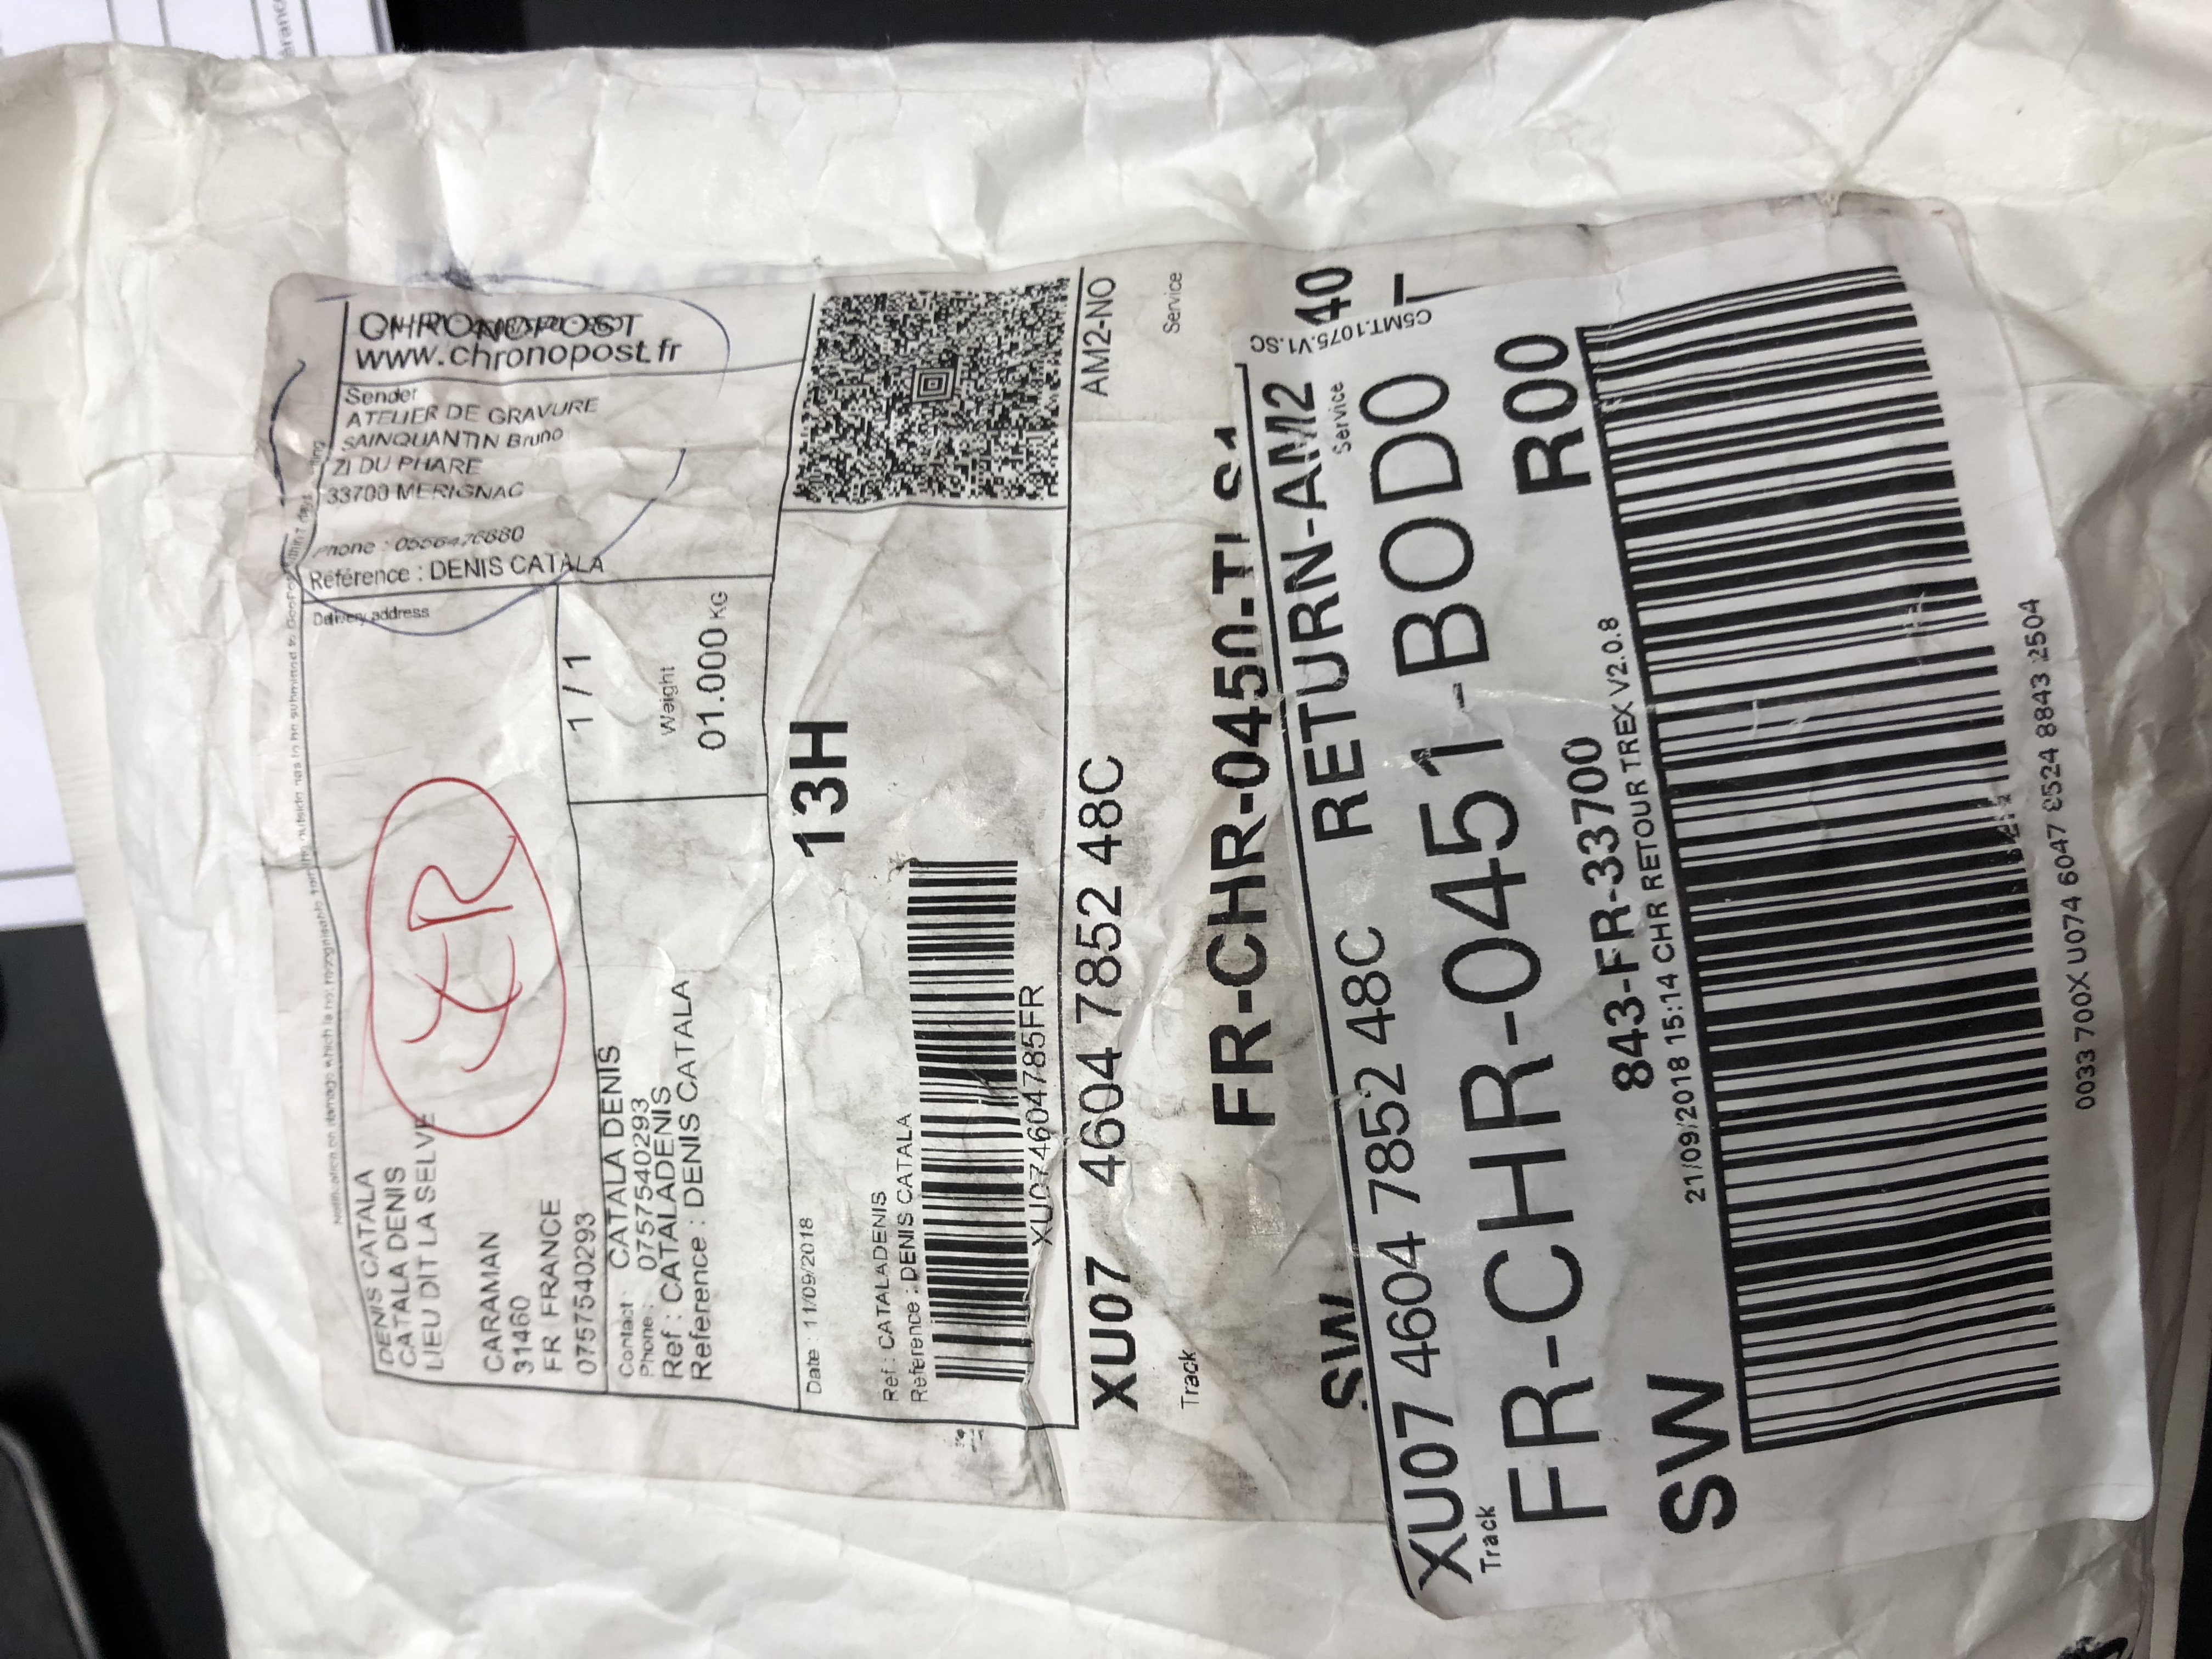 CHRONOPOST
www.chronopost.fr
Sender
ATELIER DE GRAVURE
SAINQUANTIN Bruno
ZI DU PHARE
33700 MERIGNAC
Phone : 0556476680
Référence : DENIS CATALA
Delivery address
DENIS CATALA
CATALA DENIS
LIEU DIT LA SELVE
CARAMAN
31460
FR FRANCE
0757540293
1 / 1
Weight
01.000 KG
Contact : CATALA DENIS
Phone : 0757540293
Ref : CATALADENIS
Reference : DENIS CATALA
Date : 11/09/2018
13H
Ref : CATALADENIS
Reference : DENIS CATALA
XU074604785FR
XU07 4604 7852 48C
AM2-NO
Track
Service
FR-CHR-0450-TLS1
SW
40
C5MT.1075.V1.SC
XU07 4604 7852 48C RETURN-AM2
Track
Service
FR-CHR-0451-BOD0
843-FR-33700
R00
SW
21/09/2018 15:14 CHR RETOUR TREX V2.0.8
0033 700X U074 6047 8524 8843 2504